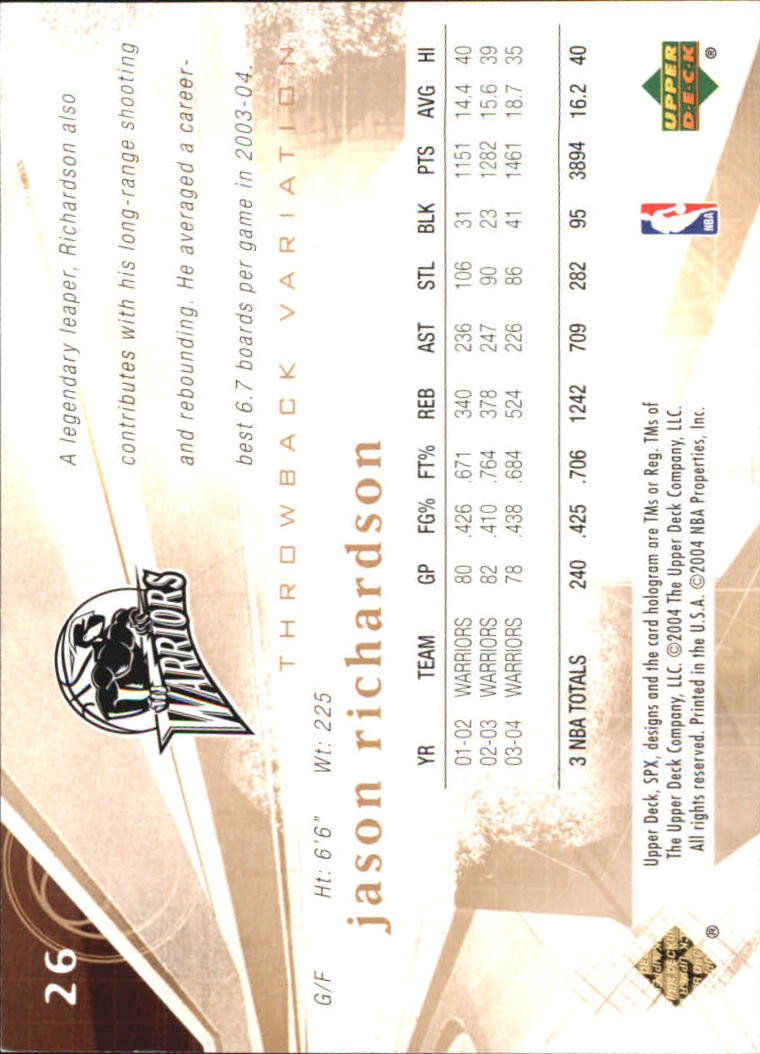 26
WARRIORS
A legendary leaper, Richardson also
contributes with his long-range shooting
and rebounding. He averaged a career-
best 6.7 boards per game in 2003-04.
THROWBACK VARIATION
G/F Ht: 6'6" Wt: 225
jason richardson
YR TEAM GP FG% FT% REB AST STL BLK PTS AVG HI
01-02 WARRIORS 80 .426 .671 340 236 106 31 1151 14.4 40
02-03 WARRIORS 82 .410 .764 378 247 90 23 1282 15.6 39
03-04 WARRIORS 78 .438 .684 524 226 86 41 1461 18.7 35
3 NBA TOTALS 240 .425 .706 1242 709 282 95 3894 16.2 40
Upper Deck, SPX, designs and the card hologram are TMs or Reg. TMs of
The Upper Deck Company, LLC. ©2004 The Upper Deck Company, LLC.
All rights reserved. Printed in the U.S.A. ©2004 NBA Properties, Inc.
®
NBA
UPPER
D·E·C·K
®